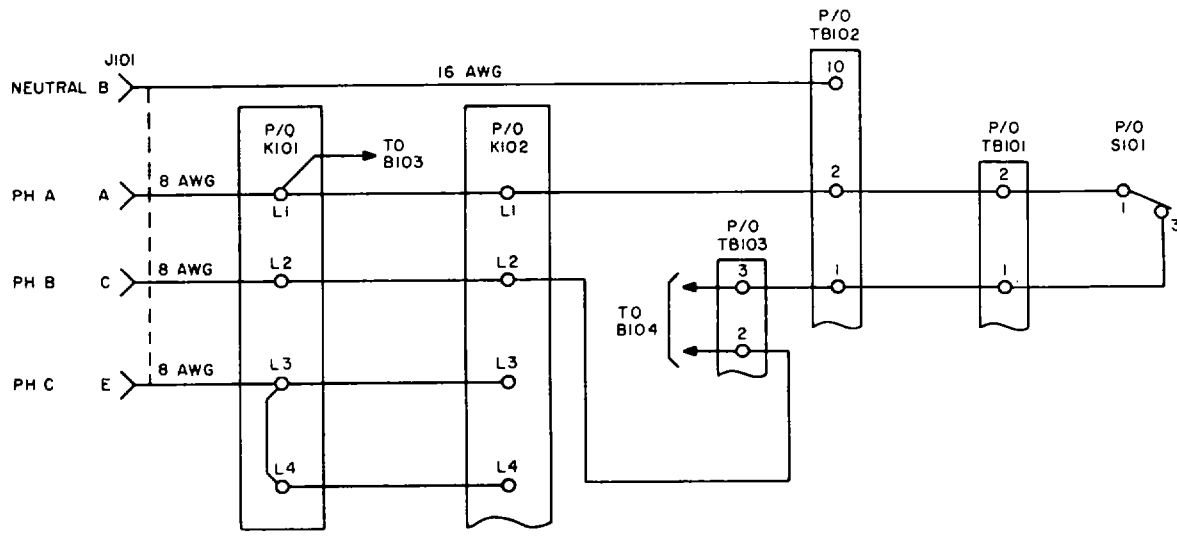 J101
NEUTRAL B
16 AWG
P/O
TB102
10
P/O
K101
TO
B103
P/O
K102
P/O
TB101
P/O
S101
PH A A
8 AWG
L1
L1
2
2
1
3
PH B C
8 AWG
L2
L2
P/O
TB103
3
1
1
TO
B104
2
PH C E
8 AWG
L3
L3
L4
L4